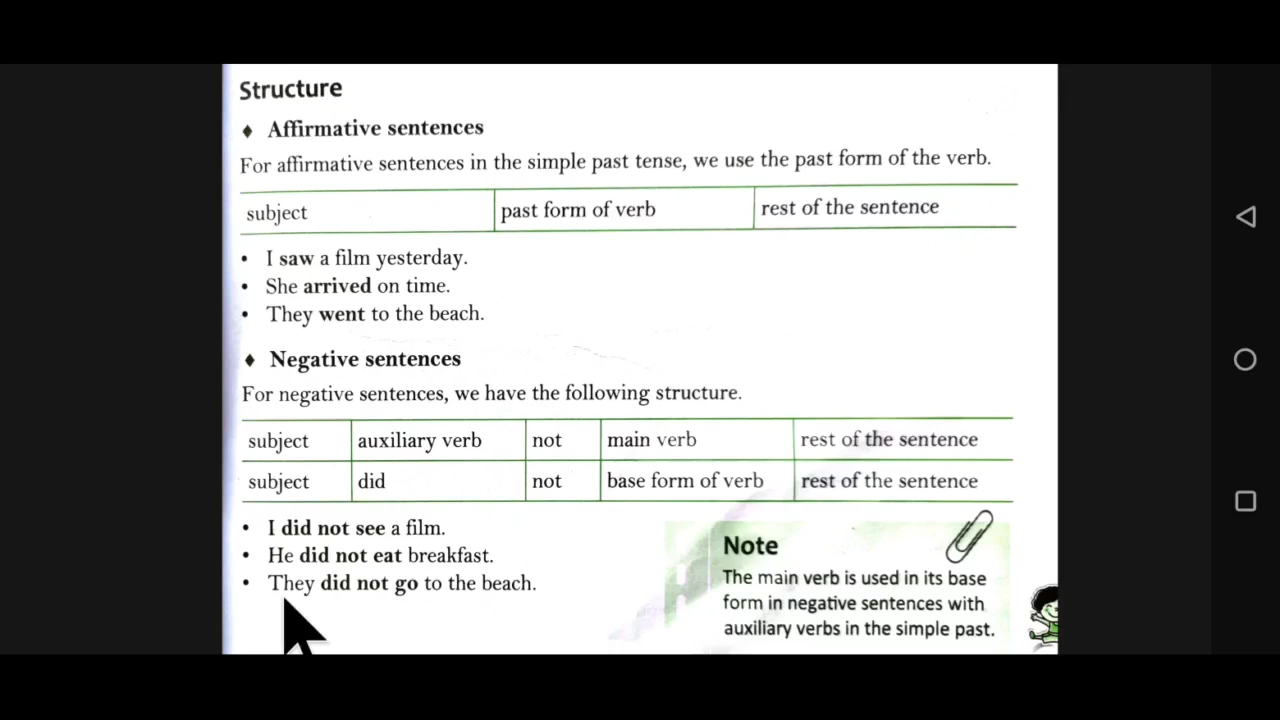 Structure
♦ Affirmative sentences
For affirmative sentences in the simple past tense, we use the past form of the verb.
subject past form of verb rest of the sentence
• I saw a film yesterday.
• She arrived on time.
• They went to the beach.
♦ Negative sentences
For negative sentences, we have the following structure.
subject auxiliary verb not main verb rest of the sentence
subject did not base form of verb rest of the sentence
• I did not see a film.
• He did not eat breakfast.
• They did not go to the beach.
Note
The main verb is used in its base
form in negative sentences with
auxiliary verbs in the simple past.